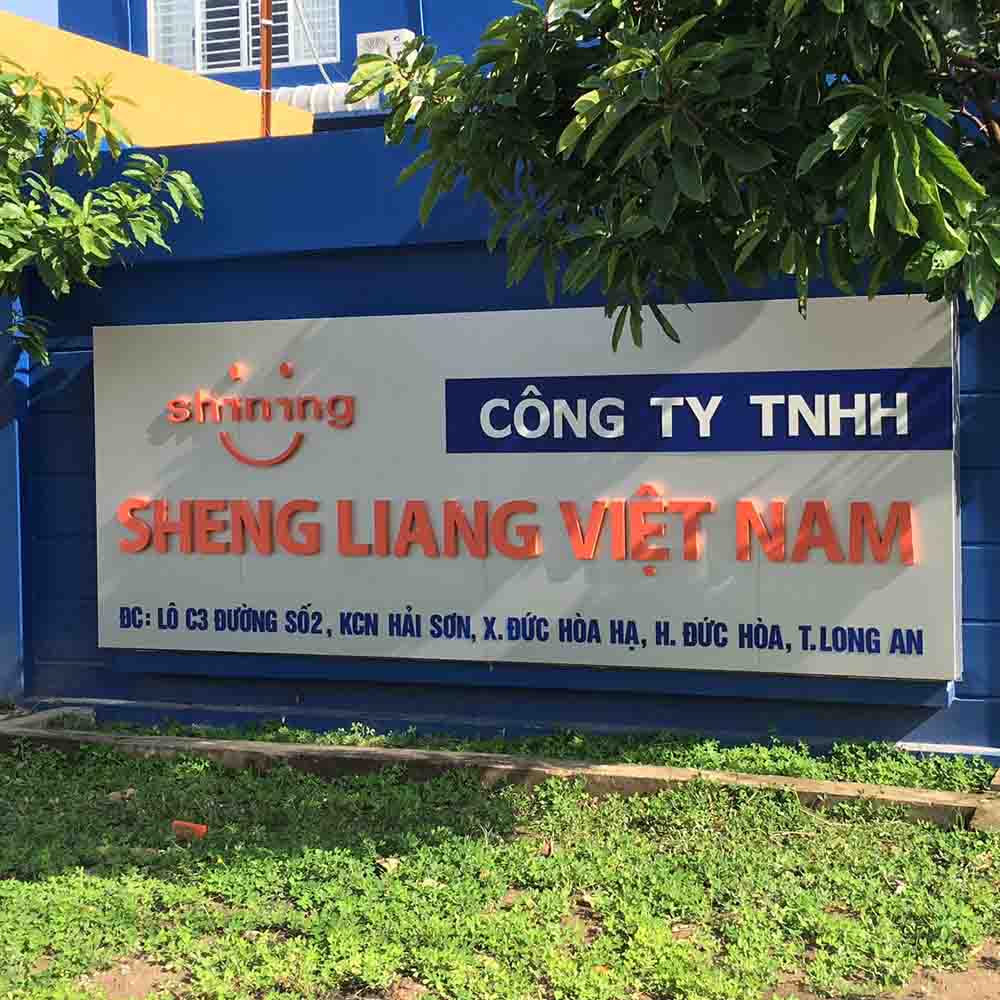 shining
CÔNG TY TNHH
SHENG LIANG VIỆT NAM
ĐC: LÔ C3 ĐƯỜNG SỐ2, KCN HẢI SƠN, X.ĐỨC HÒA HẠ, H. ĐỨC HÒA, T.LONG AN